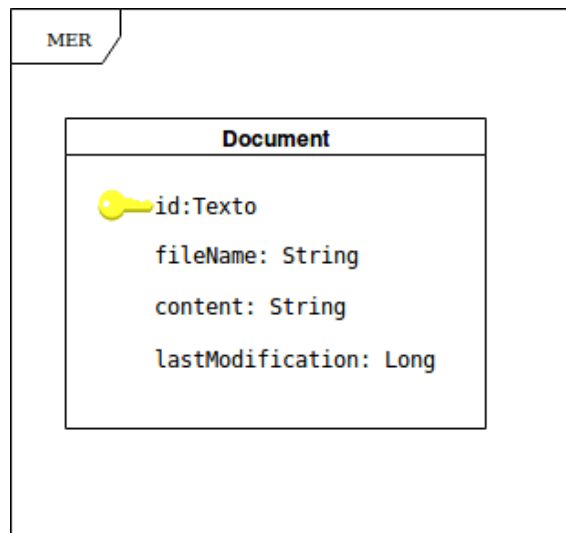 MER
Document
id:Texto
fileName: String
content: String
lastModification: Long